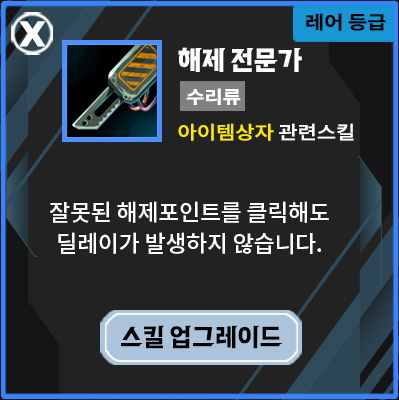 레어 등급
X
해제 전문가
수리류
아이템상자 관련스킬
잘못된 해제포인트를 클릭해도
딜레이가 발생하지 않습니다.
스킬 업그레이드